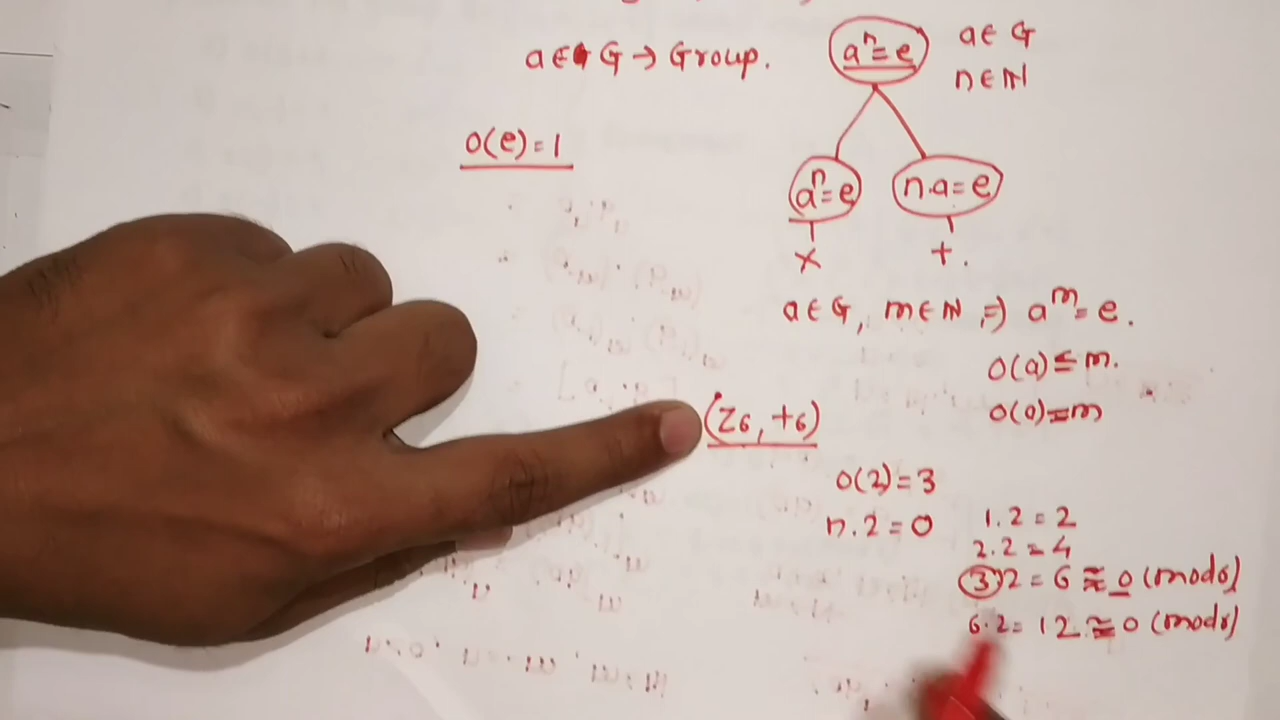 a∈ G → Group.
aⁿ = e
a ∈ G
n ∈ N
O(e) = 1
aⁿ = e
n.a = e
×
+.
a ∈ G, m ∈ N, ⇒ aᵐ = e.
O(a) ≤ m.
O(a) = m
(Z6, +6)
O(2) = 3
n.2 = 0
1.2 = 2
2.2 = 4
3)2 = 6 ≊ 0 (mod6)
6.2 = 12 ≅ 0 (mod6)